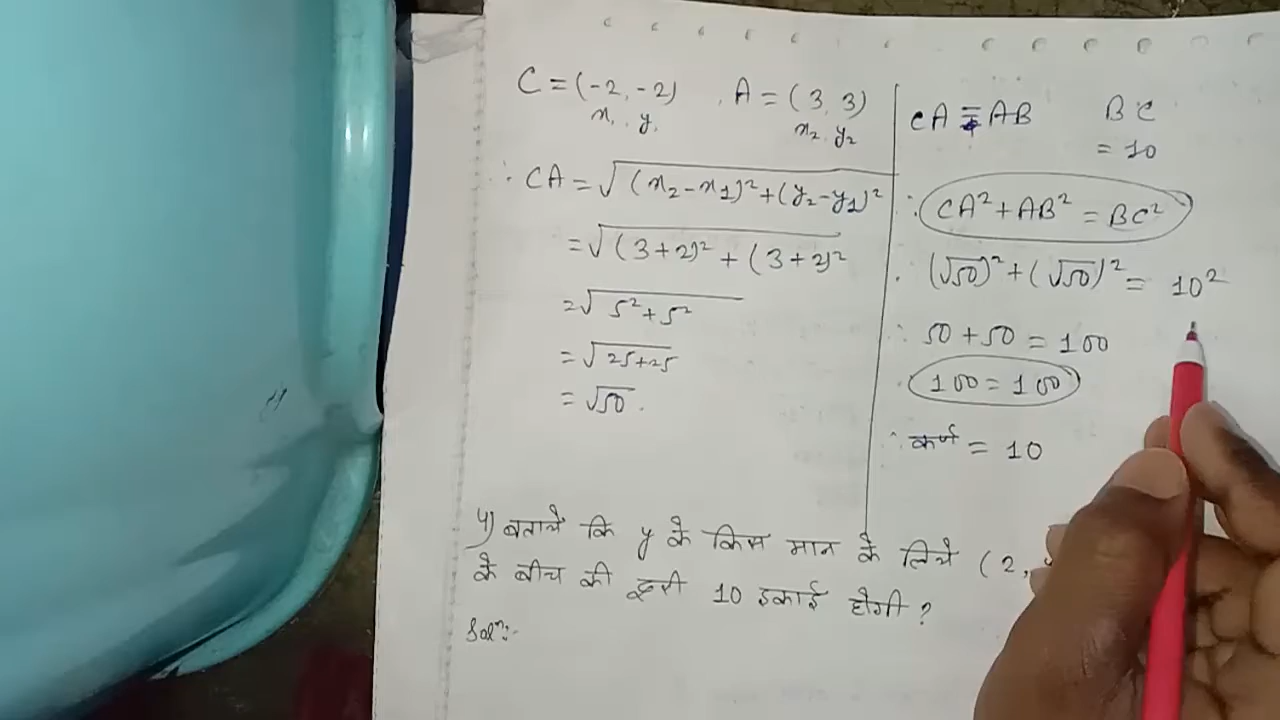 C = (-2, -2) , A = (3, 3)
x₁ y₁ x₂ y₂
∴ CA = √(x₂-x₁)²+(y₂-y₁)²
= √(3+2)² + (3+2)²
= √5²+5²
= √25+25
= √50.
CA = AB BC
= 10
∴ CA²+AB² = BC²
∴ (√50)²+(√50)² = 10²
∴ 50+50 = 100
∴ 100 = 100
∴ कर्ण = 10
4) बतायें कि y के किस मान के लिये (2,
के बीच की दूरी 10 इकाई होगी ?
Solⁿ:-